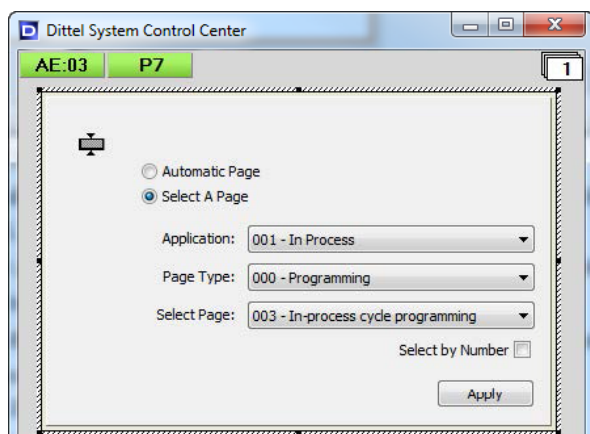 Dittel System Control Center
AE:03 P7 1
Automatic Page
Select A Page
Application: 001 - In Process
Page Type: 000 - Programming
Select Page: 003 - In-process cycle programming
Select by Number
Apply